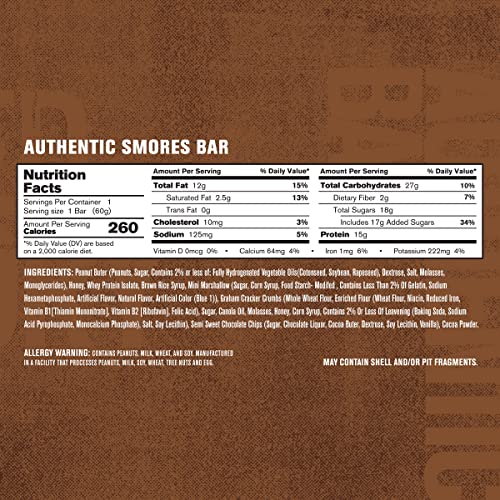 AUTHENTIC SMORES BAR
Nutrition
Facts
Servings Per Container 1
Serving size 1 Bar (60g)
Amount Per Serving
Calories 260
*% Daily Value (DV) are based
on a 2,000 calorie diet.
Amount Per Serving % Daily Value*
Total Fat 12g 15%
Saturated Fat 2.5g 13%
Trans Fat 0g
Cholesterol 10mg 3%
Sodium 125mg 5%
Amount Per Serving % Daily Value*
Total Carbohydrates 27g 10%
Dietary Fiber 2g 7%
Total Sugars 18g
Includes 17g Added Sugars 34%
Protein 15g
Vitamin D 0mcg 0% • Calcium 64mg 4% • Iron 1mg 6% • Potassium 222mg 4%
INGREDIENTS: Peanut Buter (Peanuts, Sugar, Contains 2% or less of: Fully Hydrogenated Vegetable Oils(Cottonseed, Soybean, Rapeseed), Dextrose, Salt, Molasses,
Monoglycerides), Honey, Whey Protein Isolate, Brown Rice Syrup, Mini Marshmallow (Sugar, Corn Syrup, Food Starch- Modifed , Contains Less Than 2% Of Gelatin, Sodium
Hexametaphosphate, Artificial Flavor, Natural Flavor, Artificial Color (Blue 1)), Graham Cracker Crumbs (Whole Wheat Flour, Enriched Flour (Wheat Flour, Niacin, Reduced Iron,
Vitamin B1[Thiamin Mononitrate], Vitamin B2 [Riboflavin], Folic Acid), Sugar, Canola Oil, Molasses, Honey, Corn Syrup, Contains 2% Or Less Of Leavening (Baking Soda, Sodium
Acid Pyrophosphate, Monocalcium Phosphate), Salt, Soy Lecithin), Semi Sweet Chocolate Chips (Sugar, Chocolate Liquor, Cocoa Butter, Dextrose, Soy Lecithin, Vanilla), Cocoa Powder.
ALLERGY WARNING: CONTAINS PEANUTS, MILK, WHEAT, AND SOY. MANUFACTURED
IN A FACILITY THAT PROCESSES PEANUTS, MILK, SOY, WHEAT, TREE NUTS AND EGG.
MAY CONTAIN SHELL AND/OR PIT FRAGMENTS.